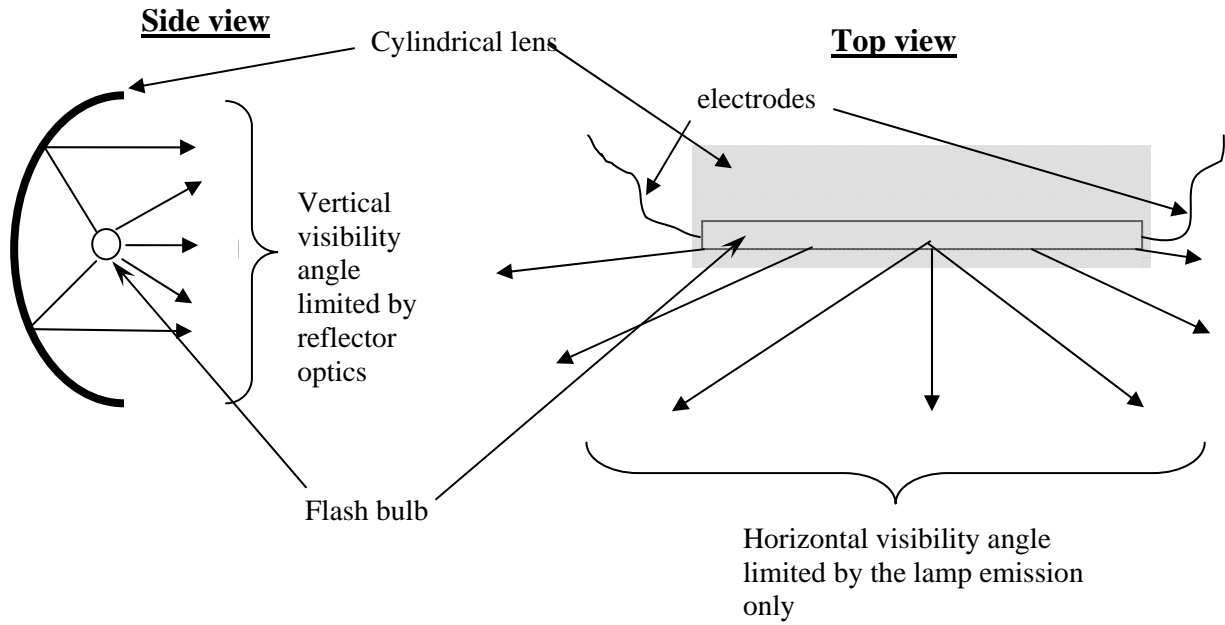 Side view
Cylindrical lens
Top view
electrodes
Vertical
visibility
angle
limited by
reflector
optics
Flash bulb
Horizontal visibility angle
limited by the lamp emission
only